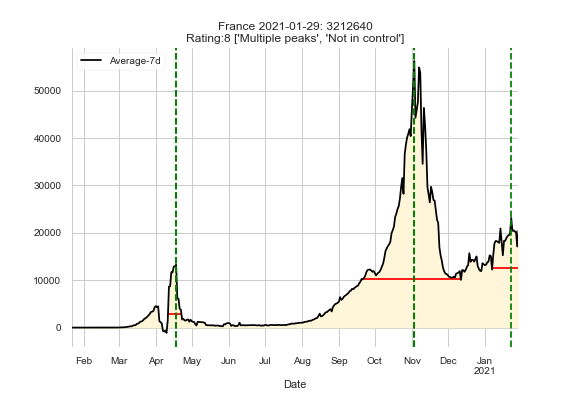 France 2021-01-29: 3212640
Rating:8 ['Multiple peaks', 'Not in control']
Average-7d
50000
40000
30000
20000
10000
0
Feb Mar Apr May Jun Jul Aug Sep Oct Nov Dec Jan
2021
Date